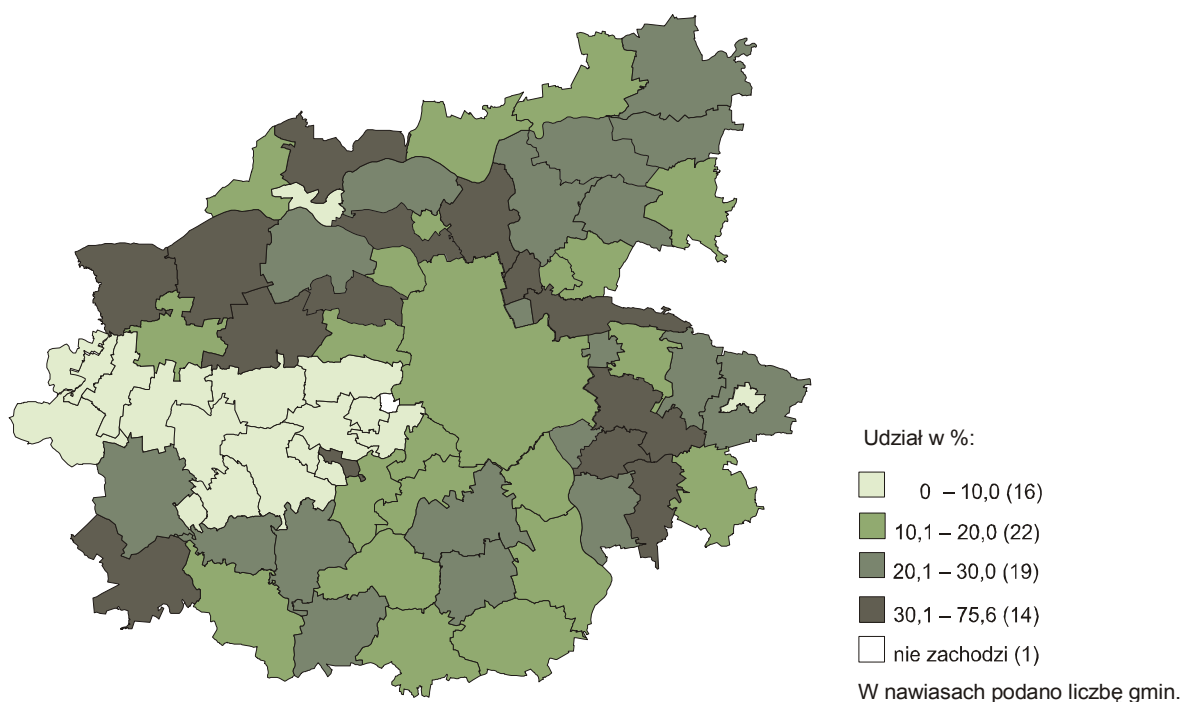 Udział w %:
0 – 10,0 (16)
10,1 – 20,0 (22)
20,1 – 30,0 (19)
30,1 – 75,6 (14)
nie zachodzi (1)
W nawiasach podano liczbę gmin.